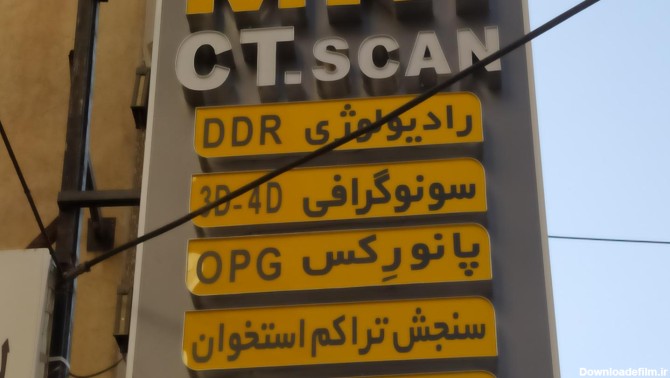 CT.SCAN
رادیولوژی DDR
سونوگرافی 3D-4D
پانورِکس OPG
سنجش تراکم استخوان
Downloadefilm.ir